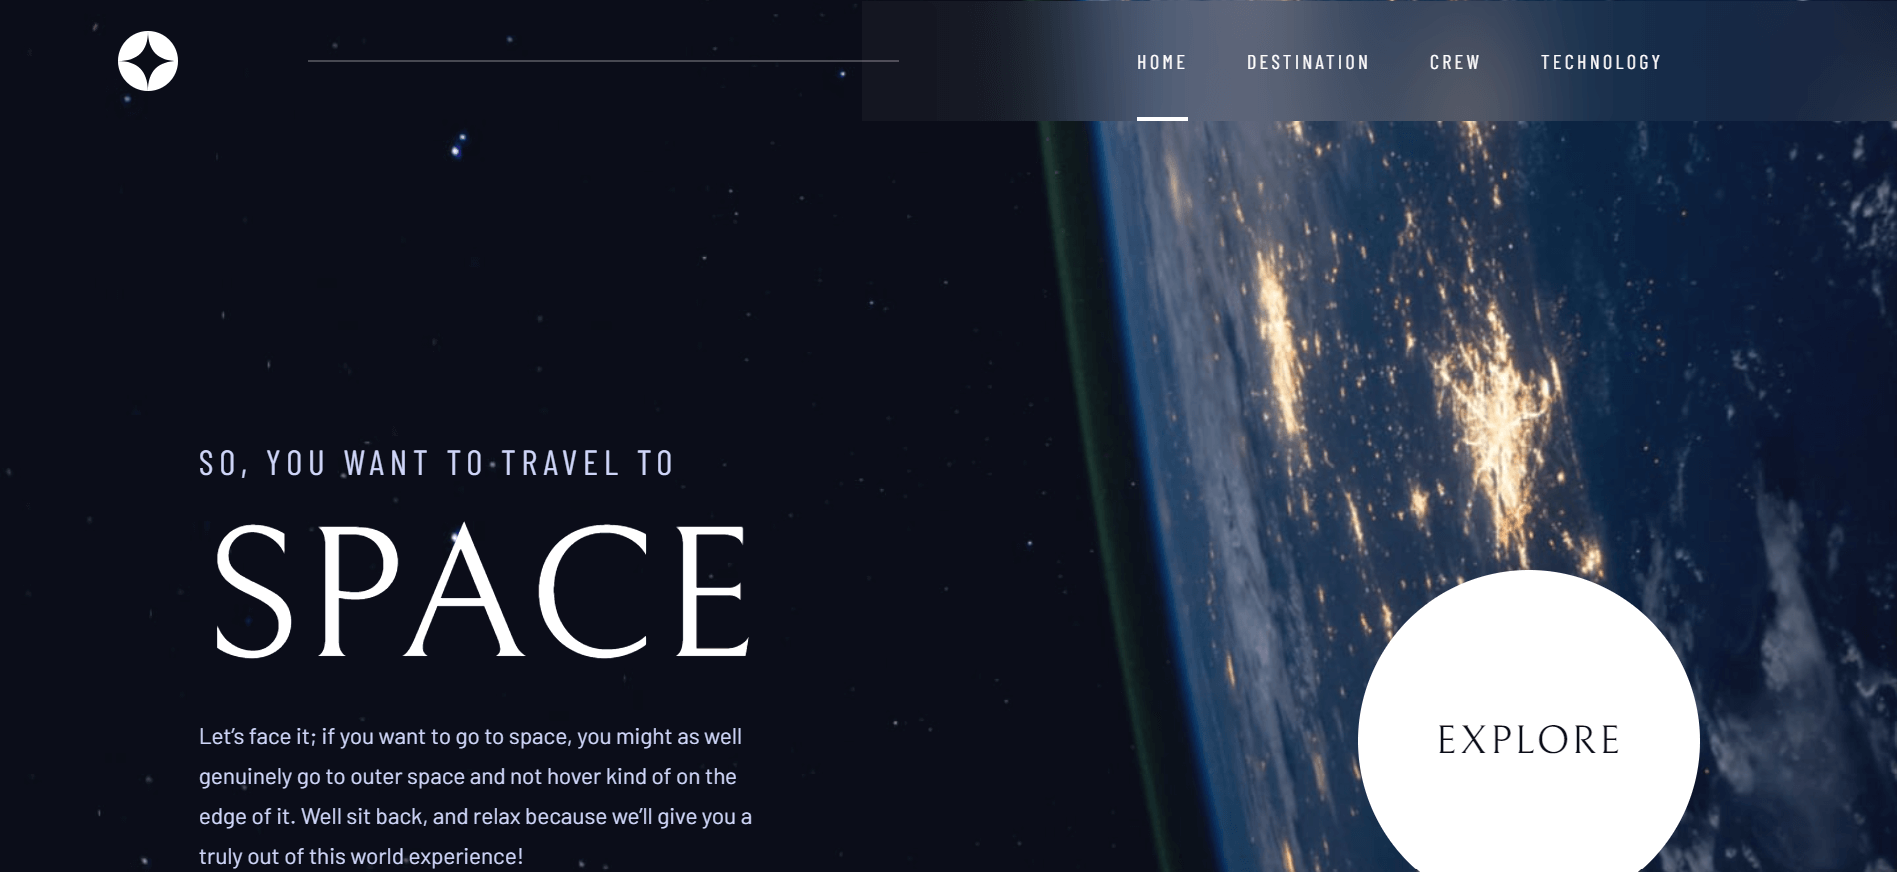 HOME DESTINATION CREW TECHNOLOGY
SO, YOU WANT TO TRAVEL TO
SPACE
Let’s face it; if you want to go to space, you might as well
genuinely go to outer space and not hover kind of on the
edge of it. Well sit back, and relax because we’ll give you a
truly out of this world experience!
EXPLORE